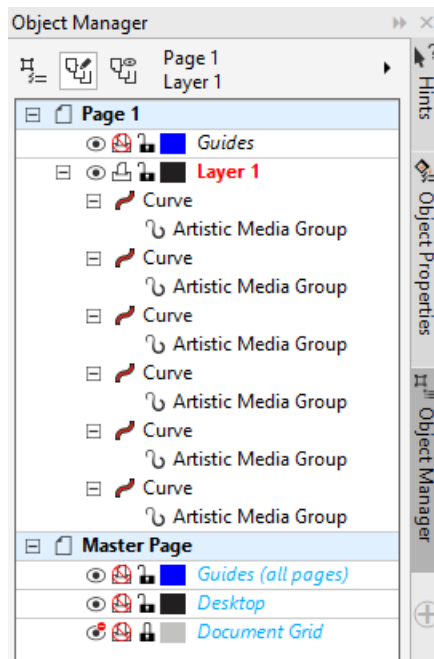 Object Manager
Page 1
Layer 1
Page 1
Guides
Layer 1
Curve
Artistic Media Group
Curve
Artistic Media Group
Curve
Artistic Media Group
Curve
Artistic Media Group
Curve
Artistic Media Group
Curve
Artistic Media Group
Master Page
Guides (all pages)
Desktop
Document Grid
Hints
Object Properties
Object Manager